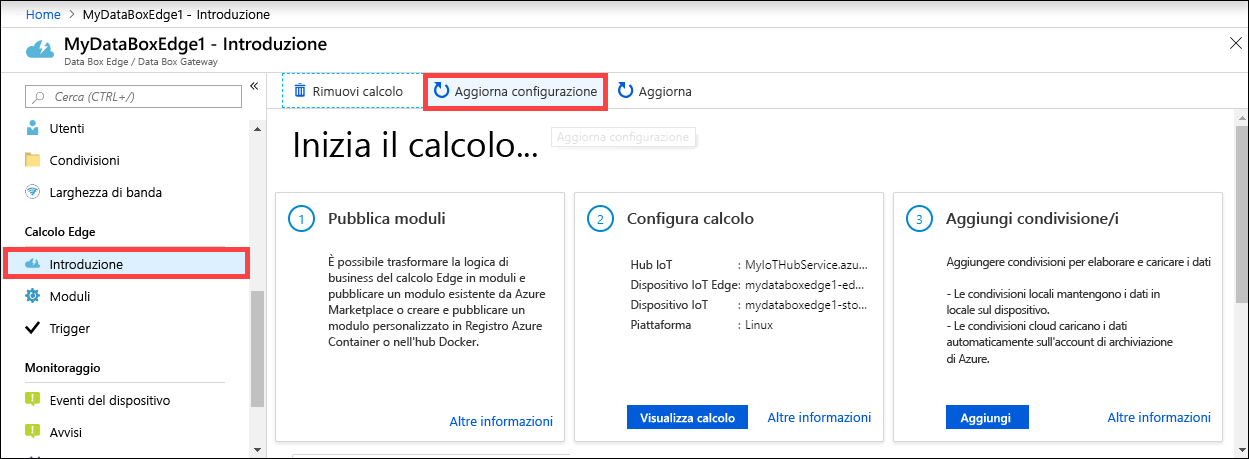 Home > MyDataBoxEdge1 - Introduzione
MyDataBoxEdge1 - Introduzione
Data Box Edge / Data Box Gateway
Cerca (CTRL+/)
«
Utenti
Condivisioni
Larghezza di banda
Calcolo Edge
Introduzione
Moduli
Trigger
Monitoraggio
Eventi del dispositivo
Avvisi
Rimuovi calcolo
Aggiorna configurazione
Aggiorna
Inizia il calcolo...
Aggiorna configurazione
1 Pubblica moduli
È possibile trasformare la logica di
business del calcolo Edge in moduli e
pubblicare un modulo esistente da Azure
Marketplace o creare e pubblicare un
modulo personalizzato in Registro Azure
Container o nell'hub Docker.
Altre informazioni
2 Configura calcolo
Hub IoT : MyIoTHubService.azu...
Dispositivo IoT Edge: mydataboxedge1-ed...
Dispositivo IoT : mydataboxedge1-sto...
Piattaforma : Linux
Visualizza calcolo
Altre informazioni
3 Aggiungi condivisione/i
Aggiungere condivisioni per elaborare e caricare i dati
- Le condivisioni locali mantengono i dati in
locale sul dispositivo.
- Le condivisioni cloud caricano i dati
automaticamente sull'account di archiviazione
di Azure.
Aggiungi
Altre informazioni